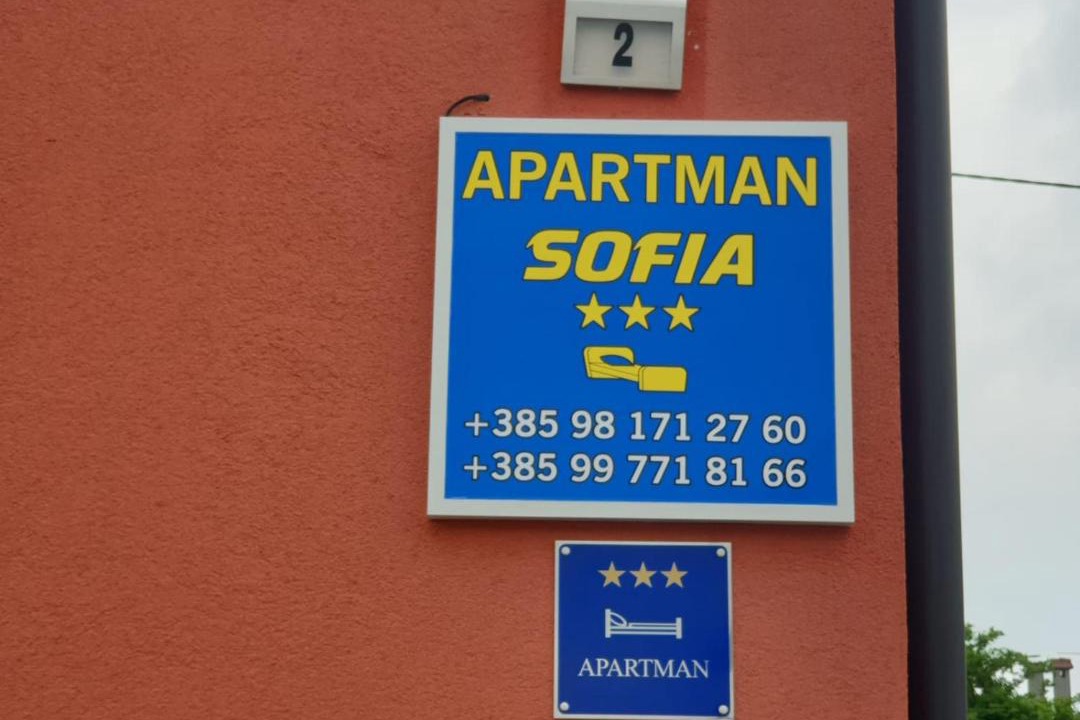 2
APARTMAN
SOFIA
+385 98 171 27 60
+385 99 771 81 66
APARTMAN